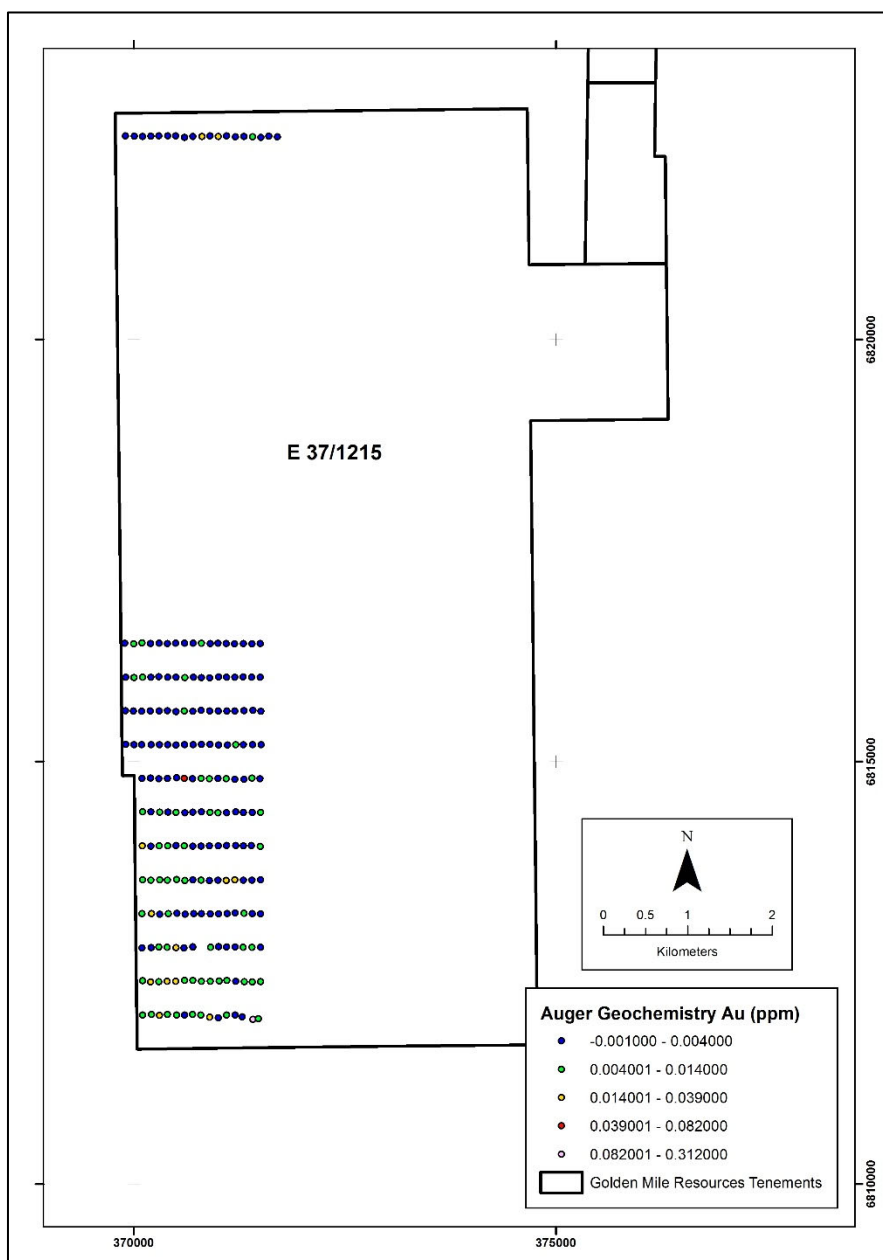 6820000
E 37/1215
6815000
N
0 0.5 1 2
Kilometers
Auger Geochemistry Au (ppm)
-0.001000 - 0.004000
0.004001 - 0.014000
0.014001 - 0.039000
0.039001 - 0.082000
0.082001 - 0.312000
Golden Mile Resources Tenements
6810000
370000 375000